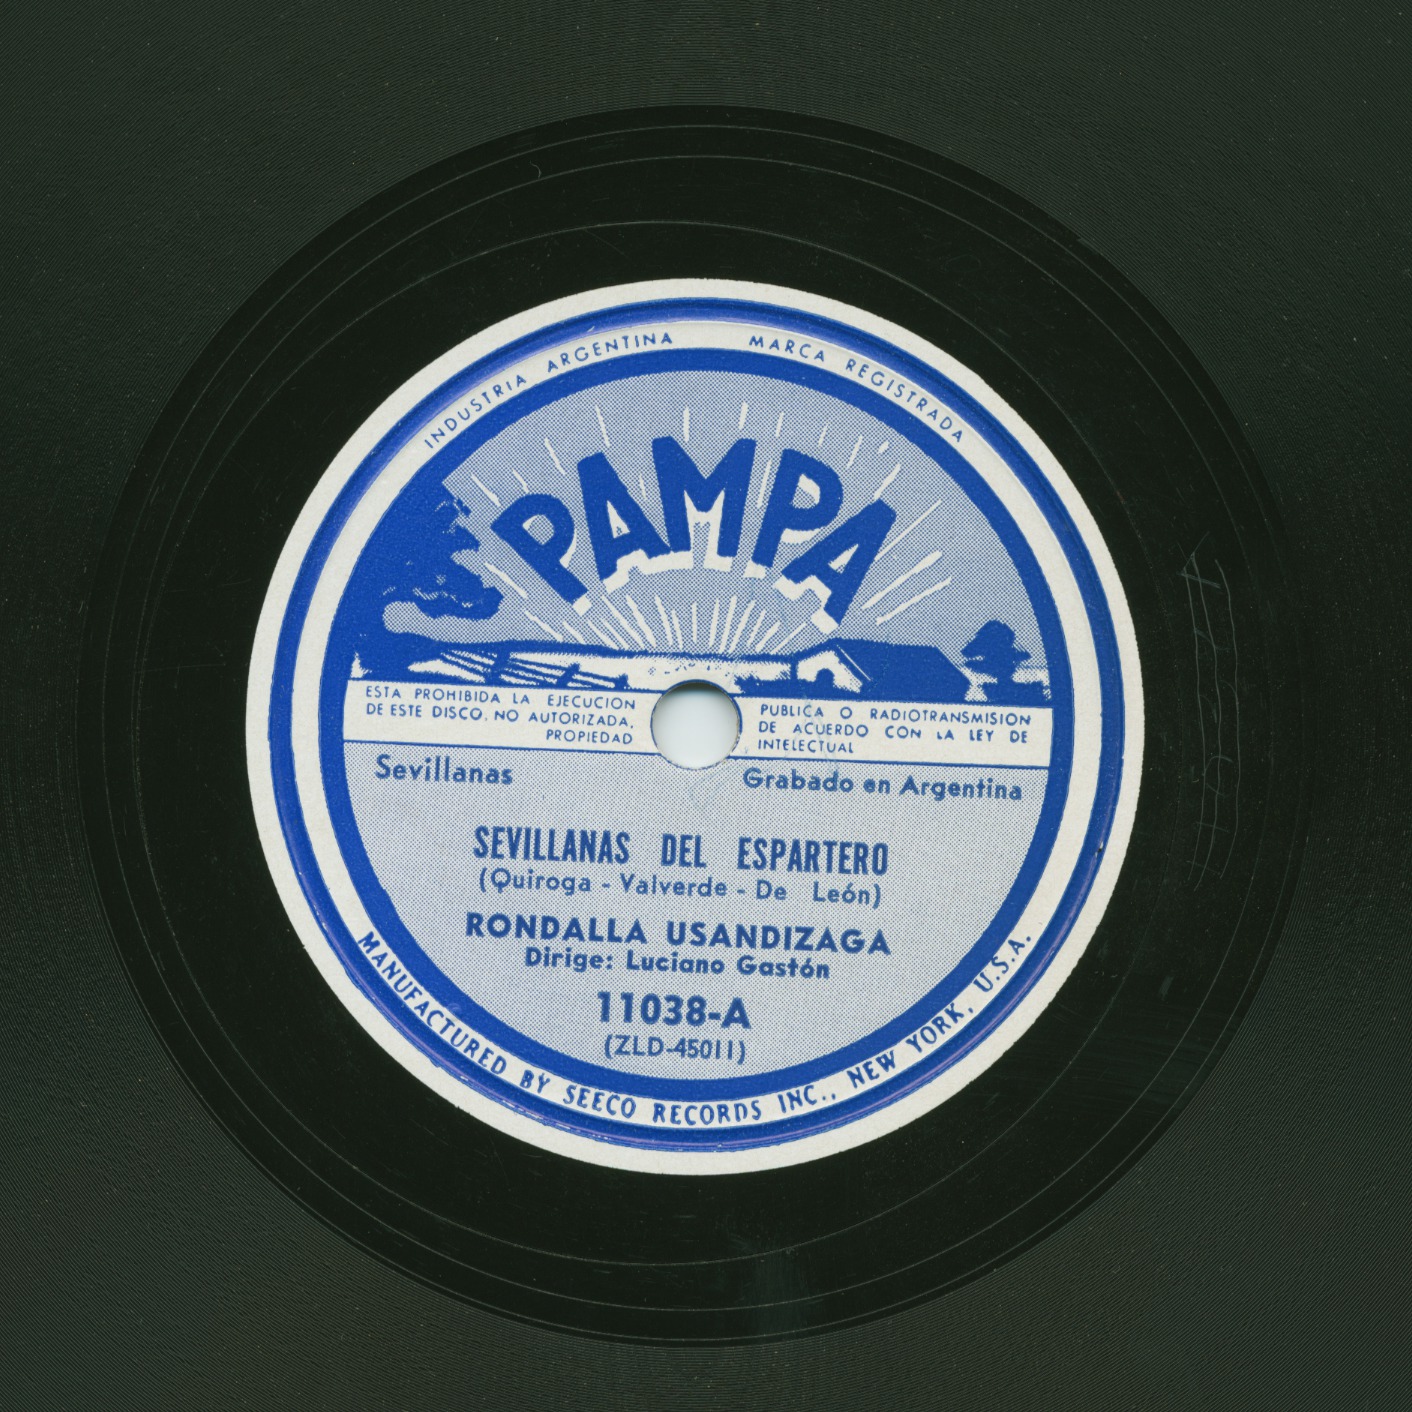 INDUSTRIA ARGENTINA MARCA REGISTRADA
PAMPA
ESTA PROHIBIDA LA EJECUCION PUBLICA O RADIOTRANSMISION
DE ESTE DISCO, NO AUTORIZADA, DE ACUERDO CON LA LEY DE
PROPIEDAD INTELECTUAL
Sevillanas Grabado en Argentina
SEVILLANAS DEL ESPARTERO
(Quiroga - Valverde - De León)
RONDALLA USANDIZAGA
Dirige: Luciano Gastón
11038-A
(ZLD-45011)
MANUFACTURED BY SEECO RECORDS INC., NEW YORK, U.S.A.